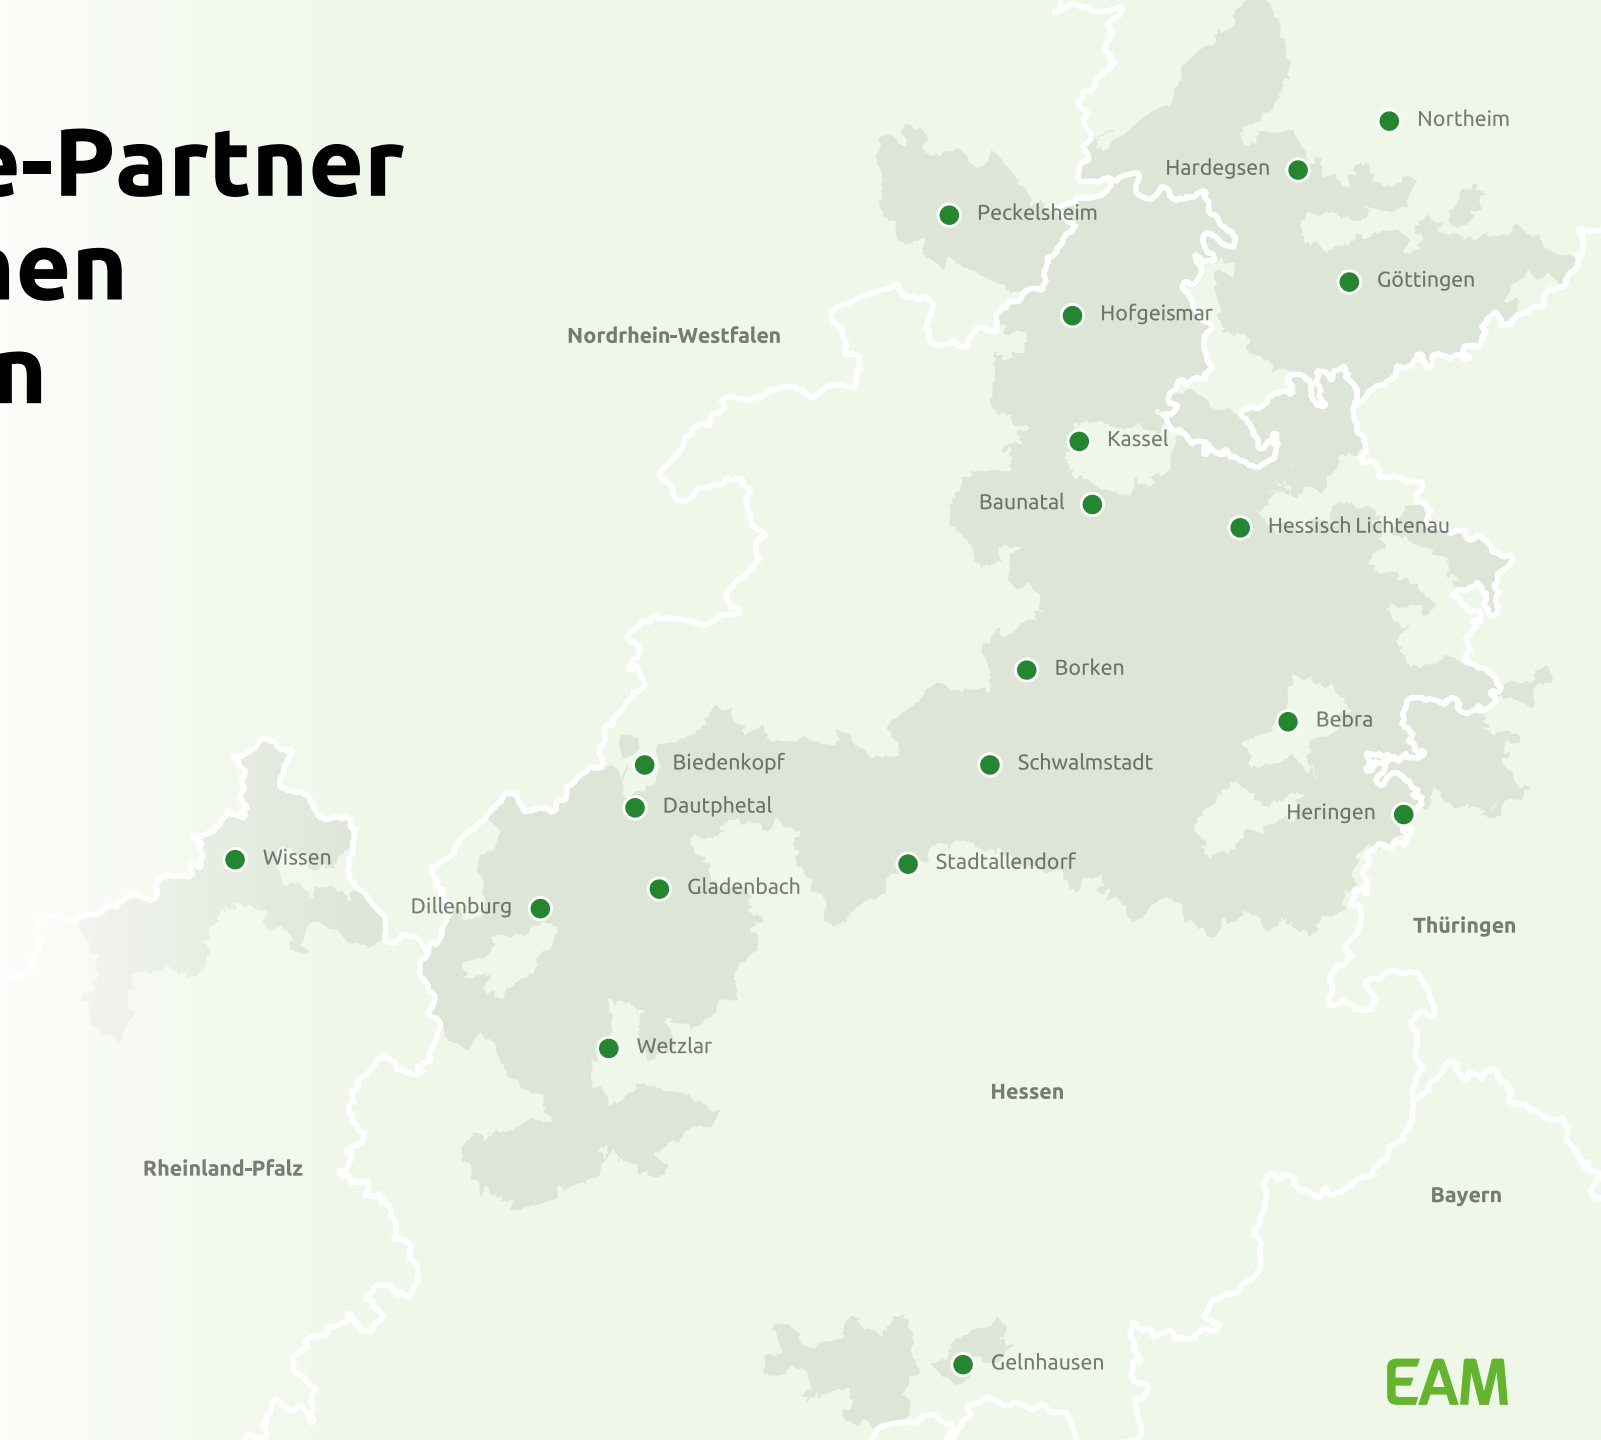 e-Partner
en
n
Northeim
Hardegsen
Peckelsheim
Göttingen
Hofgeismar
Nordrhein-Westfalen
Kassel
Baunatal
Hessisch Lichtenau
Borken
Bebra
Biedenkopf
Schwalmstadt
Dautphetal
Heringen
Wissen
Stadtallendorf
Gladenbach
Dillenburg
Thüringen
Wetzlar
Hessen
Rheinland-Pfalz
Bayern
Gelnhausen
EAM